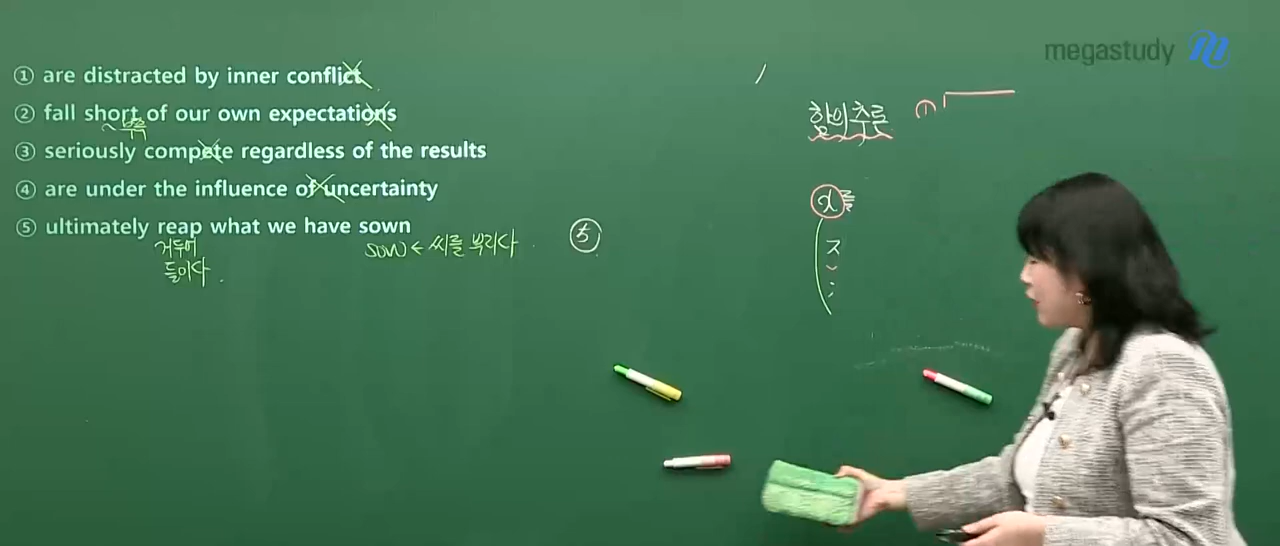 megastudy
① are distracted by inner conflict
② fall short of our own expectations
~부족
③ seriously compete regardless of the results
④ are under the influence of uncertainty
⑤ ultimately reap what we have sown
거두어
들이다.
sow ← 씨를 뿌리다.
⑤
함의추론 ①